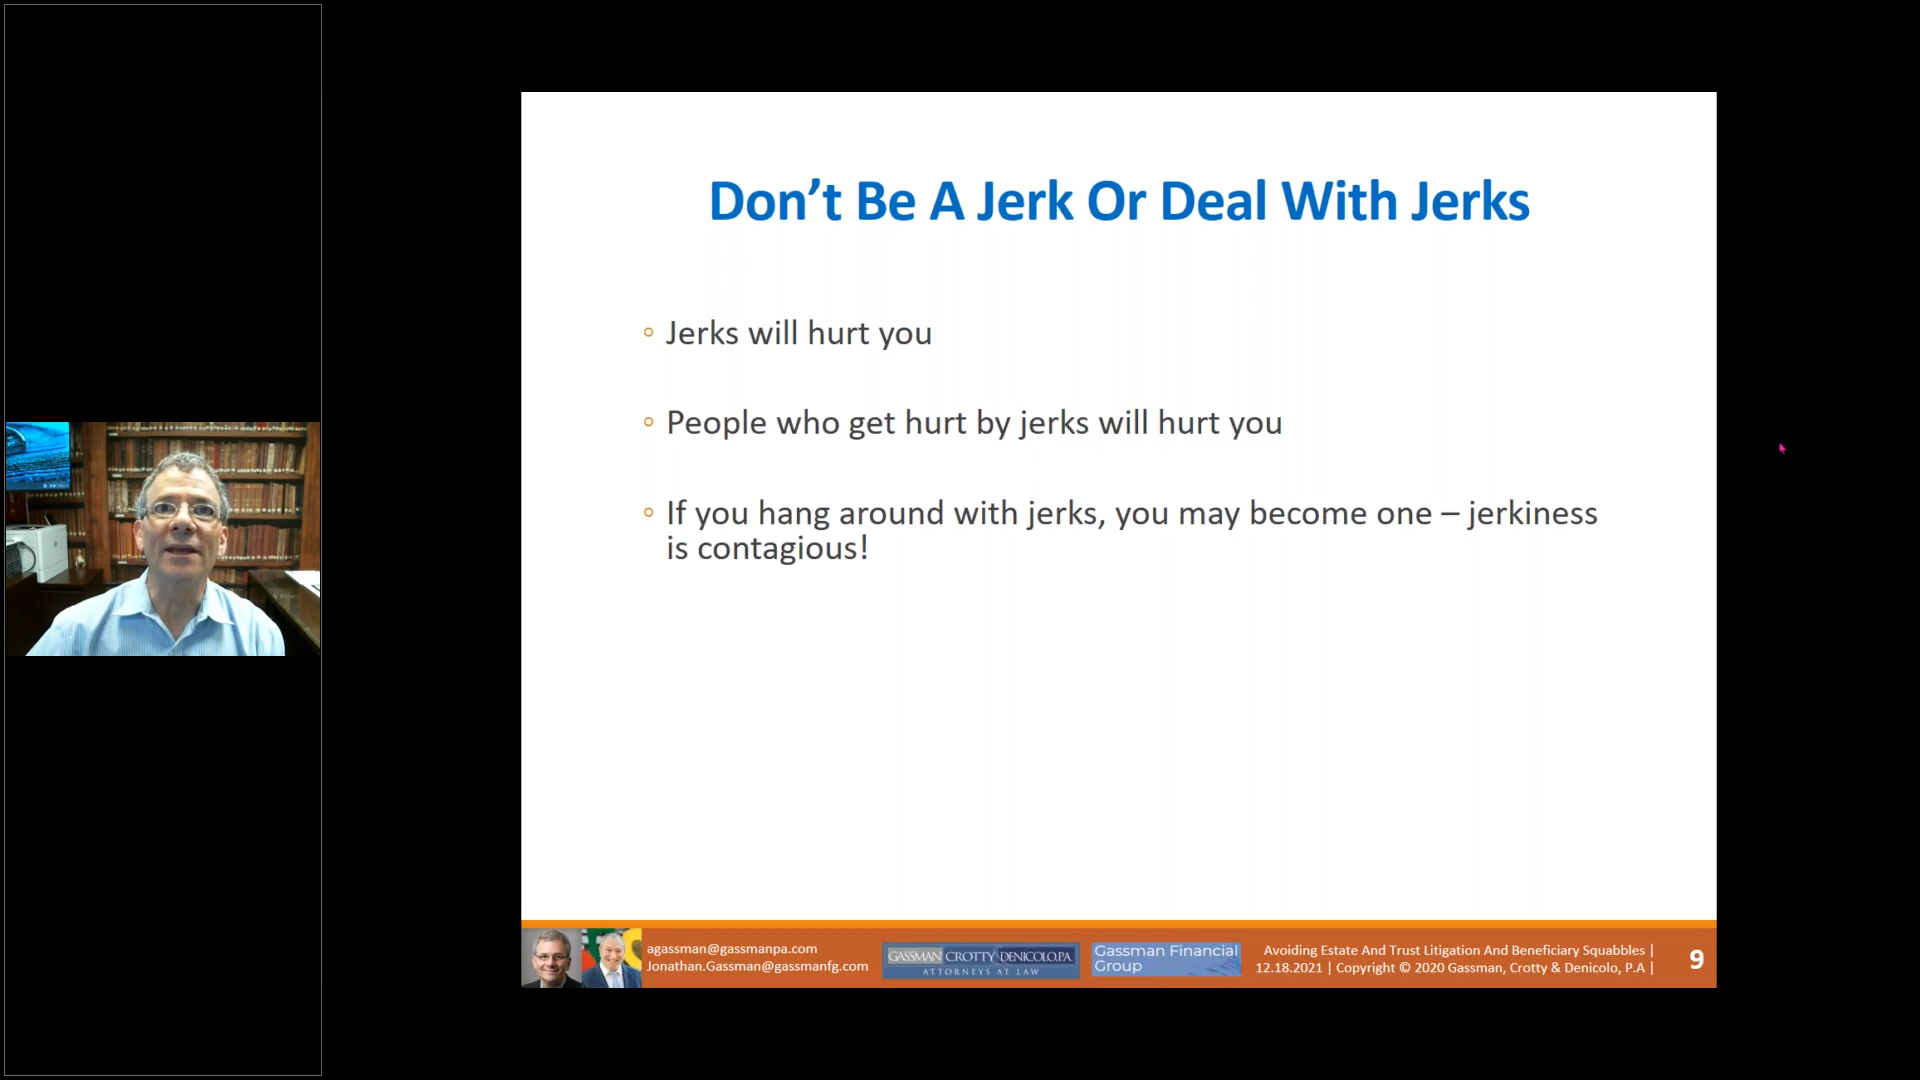 Don’t Be A Jerk Or Deal With Jerks
Jerks will hurt you
People who get hurt by jerks will hurt you
If you hang around with jerks, you may become one – jerkiness
is contagious!
agassman@gassmanpa.com
Jonathan.Gassman@gassmanfg.com
GASSMAN CROTTY DENICOLO, P.A.
ATTORNEYS AT LAW
Gassman Financial
Group
Avoiding Estate And Trust Litigation And Beneficiary Squabbles |
12.18.2021 | Copyright © 2020 Gassman, Crotty & Denicolo, P.A |
9